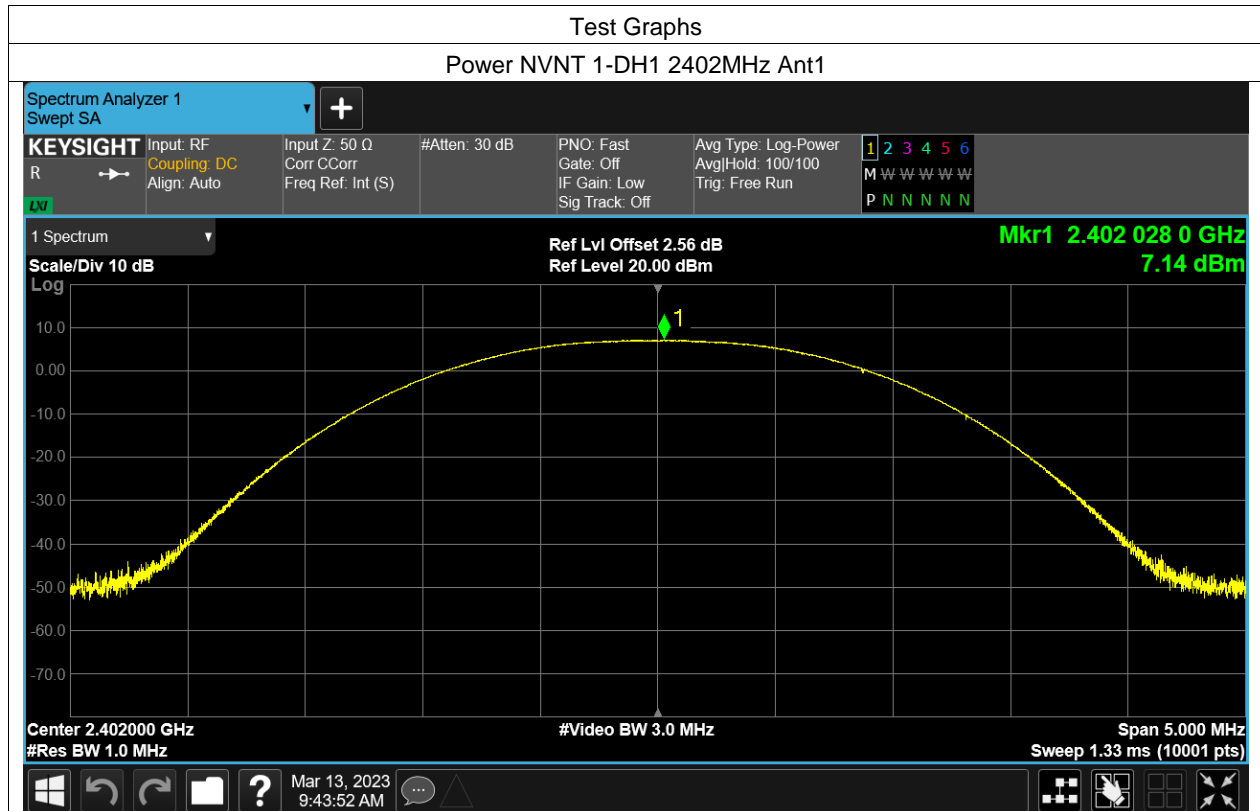 Test Graphs
Power NVNT 1-DH1 2402MHz Ant1
Spectrum Analyzer 1
Swept SA
+
KEYSIGHT
R
LXI
Input: RF
Coupling: DC
Align: Auto
Input Z: 50 Ω
Corr CCorr
Freq Ref: Int (S)
#Atten: 30 dB
PNO: Fast
Gate: Off
IF Gain: Low
Sig Track: Off
Avg Type: Log-Power
Avg|Hold: 100/100
Trig: Free Run
1 2 3 4 5 6
M W W W W W
P N N N N N
1 Spectrum
Scale/Div 10 dB
Ref Lvl Offset 2.56 dB
Ref Level 20.00 dBm
Mkr1 2.402 028 0 GHz
7.14 dBm
Log
1
10.0
0.00
-10.0
-20.0
-30.0
-40.0
-50.0
-60.0
-70.0
Center 2.402000 GHz
#Res BW 1.0 MHz
#Video BW 3.0 MHz
Span 5.000 MHz
Sweep 1.33 ms (10001 pts)
?
Mar 13, 2023
9:43:52 AM